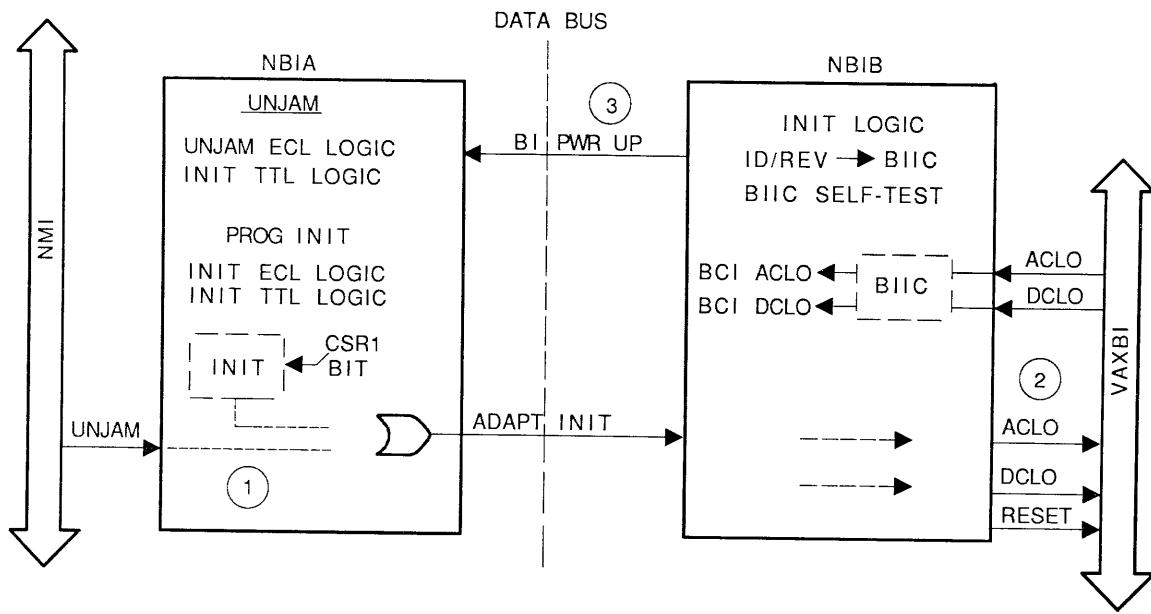 DATA BUS
NBIA
NBIB
NMI
UNJAM
UNJAM ECL LOGIC
INIT TTL LOGIC
PROG INIT
INIT ECL LOGIC
INIT TTL LOGIC
INIT
CSR1
BIT
UNJAM
1
3
BI PWR UP
ADAPT INIT
INIT LOGIC
ID/REV BIIC
BIIC SELF-TEST
BCI ACLO
BCI DCLO
BIIC
ACLO
DCLO
2
ACLO
DCLO
RESET
VAXBI